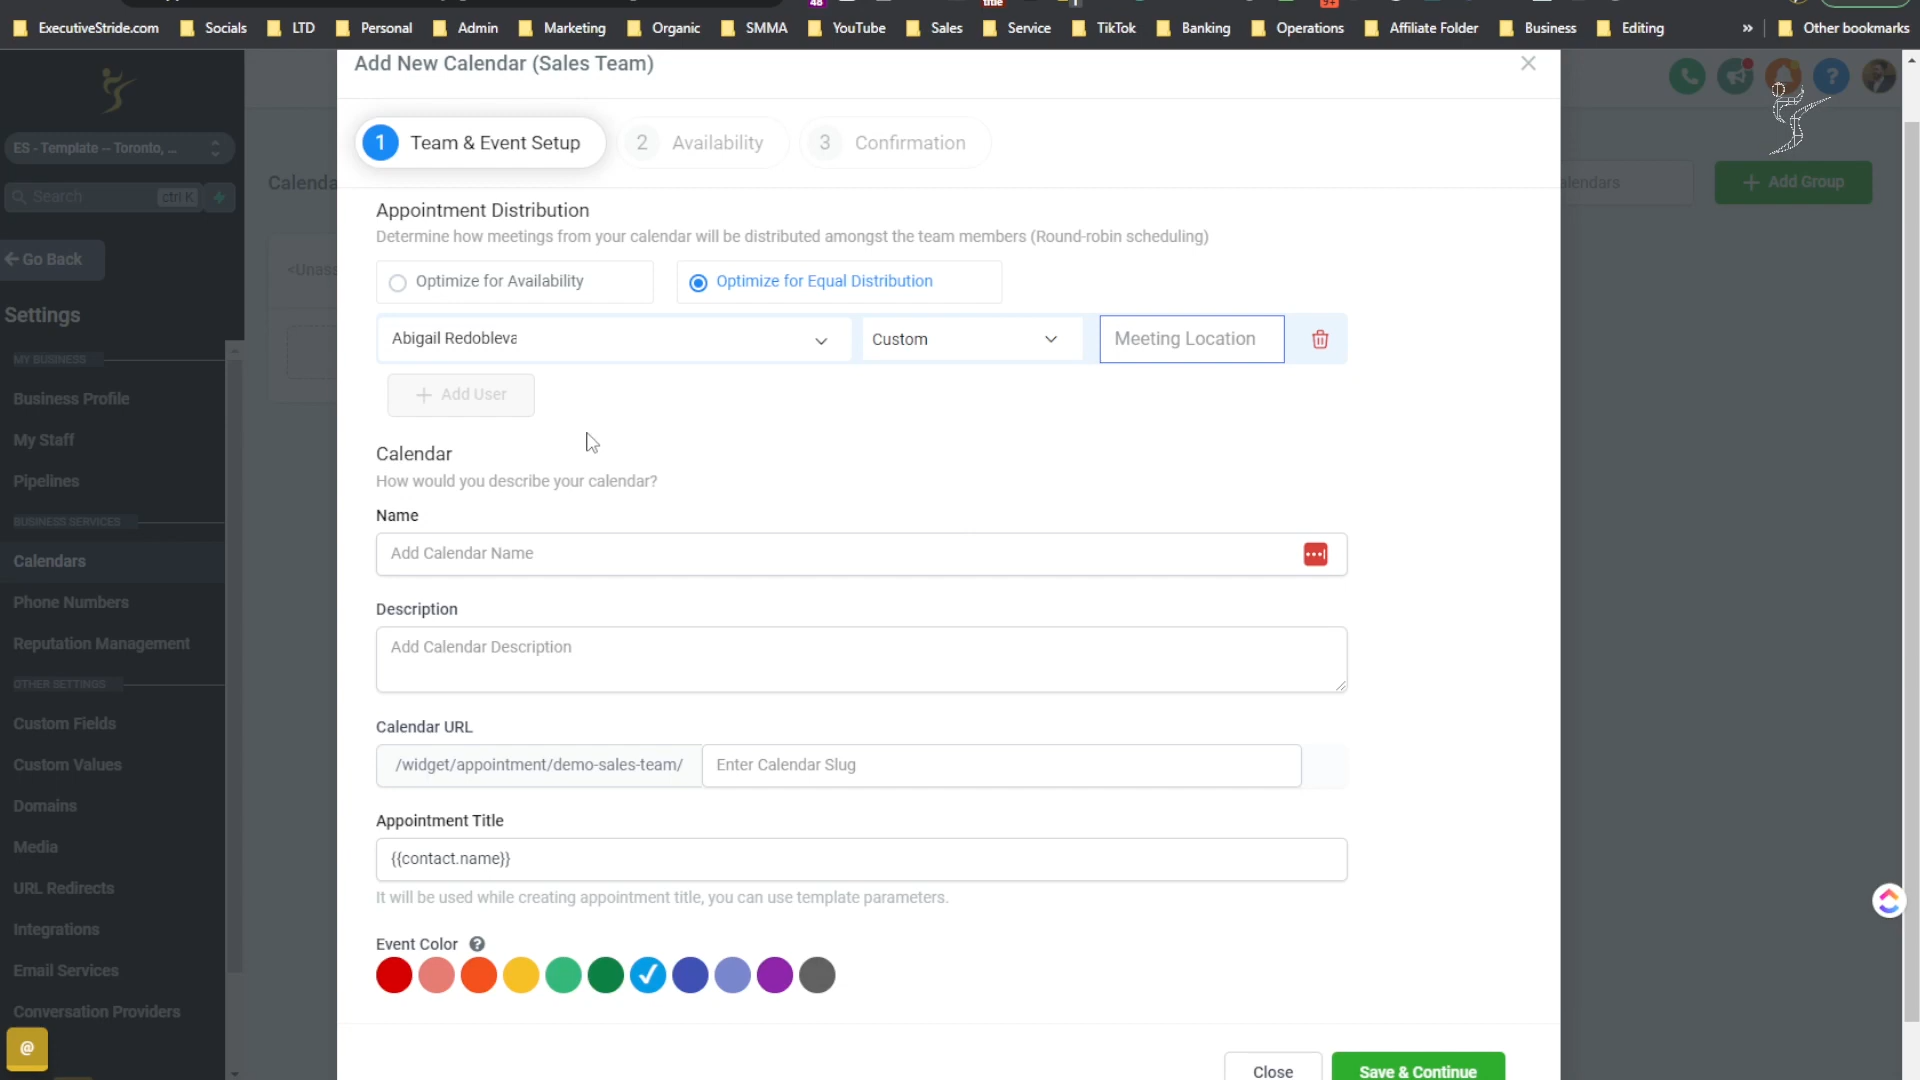 48
9+
ExecutiveStride.com
Socials
LTD
Personal
Admin
Marketing
Organic
SMMA
YouTube
Sales
Service
TikTok
Banking
Operations
Affiliate Folder
Business
Editing
»
Other bookmarks
Add New Calendar (Sales Team)
1 Team & Event Setup
2 Availability
3 Confirmation
ES - Template -- Toronto, ...
Search
ctrl K
Calenda
alendars
+ Add Group
Appointment Distribution
Determine how meetings from your calendar will be distributed amongst the team members (Round-robin scheduling)
Go Back
<Unass
Optimize for Availability
Optimize for Equal Distribution
Settings
Abigail Redobleva
Custom
Meeting Location
MY BUSINESS
+ Add User
Business Profile
My Staff
Calendar
How would you describe your calendar?
Pipelines
Name
BUSINESS SERVICES
Add Calendar Name
Calendars
Phone Numbers
Description
Reputation Management
Add Calendar Description
OTHER SETTINGS
Custom Fields
Calendar URL
Custom Values
/widget/appointment/demo-sales-team/
Enter Calendar Slug
Domains
Appointment Title
Media
{{contact.name}}
URL Redirects
It will be used while creating appointment title, you can use template parameters.
Integrations
Event Color
?
Email Services
Conversation Providers
@
Close
Save & Continue